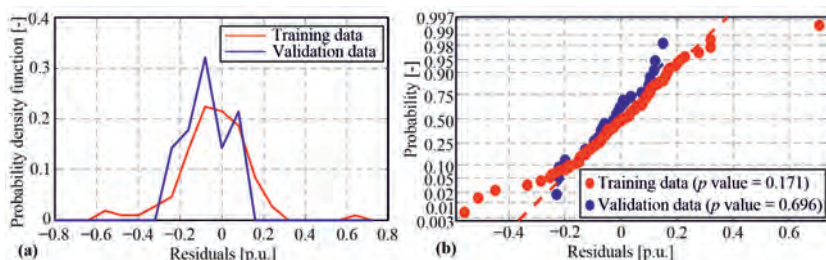 0.4
0.3
0.2
0.1
0
Probability density function [-]
Training data
Validation data
−0.8 −0.6 −0.4 −0.2 0 0.2 0.4 0.6 0.8
Residuals [p.u.]
(a)
0.997
0.99
0.98
0.95
0.90
0.75
0.50
0.25
0.10
0.05
0.02
0.01
0.003
Probability [-]
Training data (p value = 0.171)
Validation data (p value = 0.696)
−0.4 −0.2 0 0.2 0.4 0.6
Residuals [p.u.]
(b)